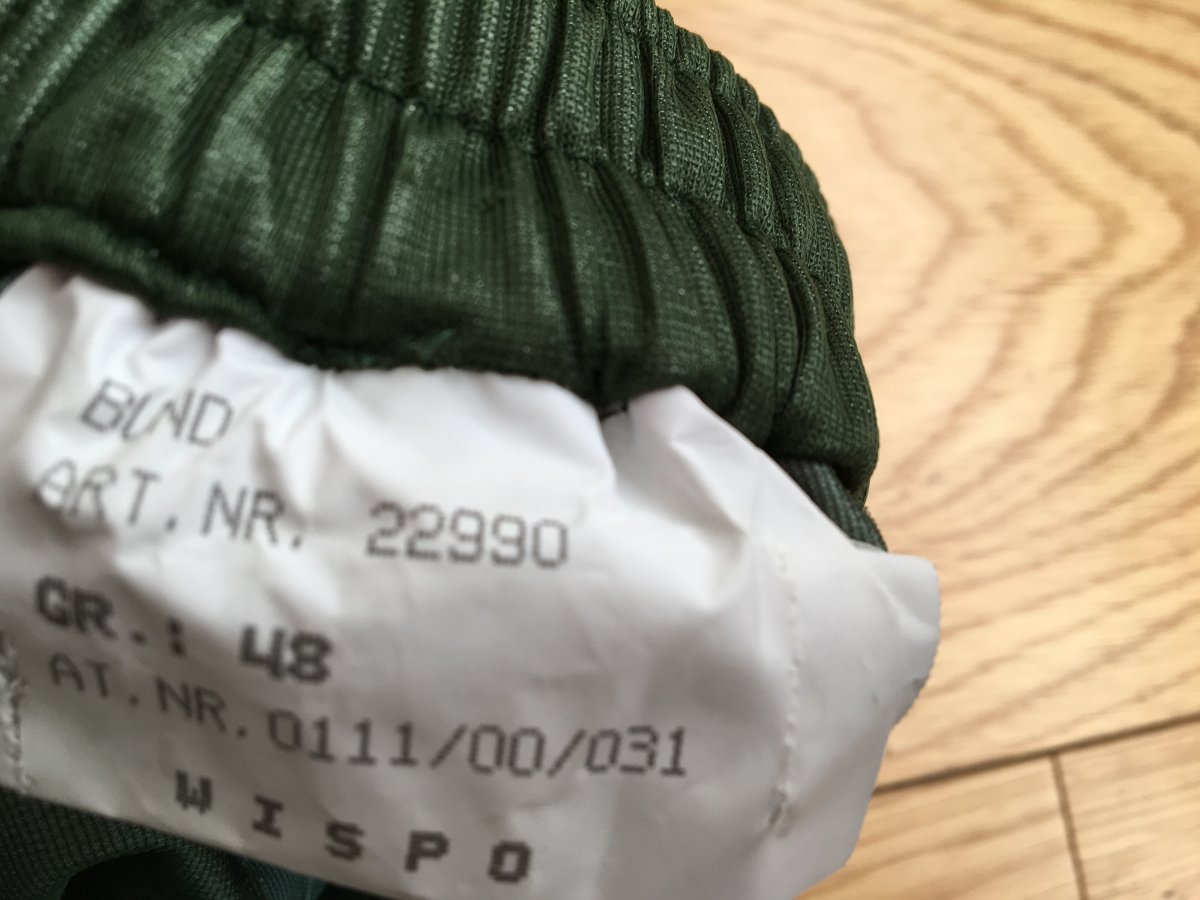 BUND
ART.NR. 22990
GR.: 48
AT.NR.0111/00/031
WISPO